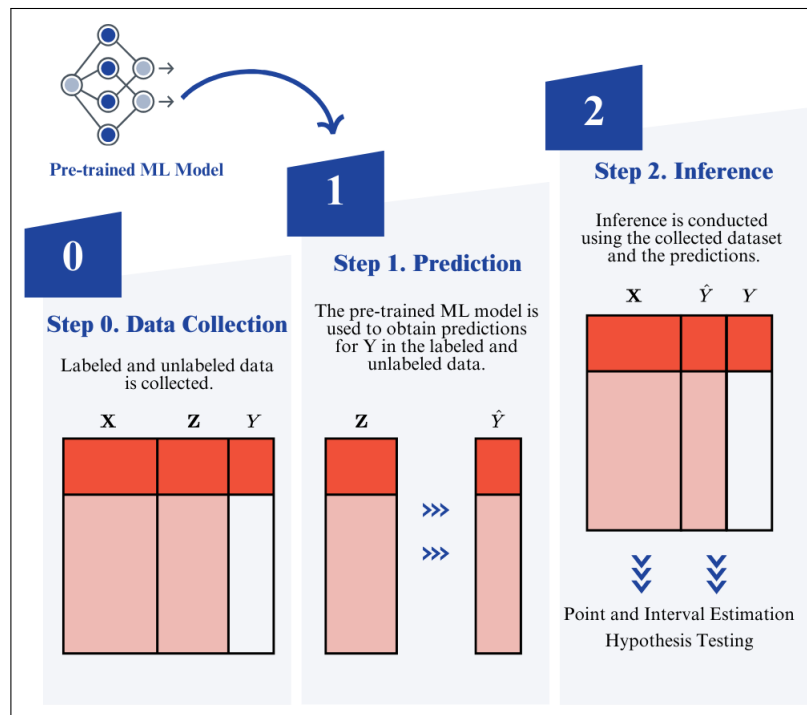 Pre-trained ML Model
0
Step 0. Data Collection
Labeled and unlabeled data
is collected.
X Z Y
1
Step 1. Prediction
The pre-trained ML model is
used to obtain predictions
for Y in the labeled and
unlabeled data.
Z Ŷ
»›
»›
2
Step 2. Inference
Inference is conducted
using the collected dataset
and the predictions.
X Ŷ Y
Point and Interval Estimation
Hypothesis Testing